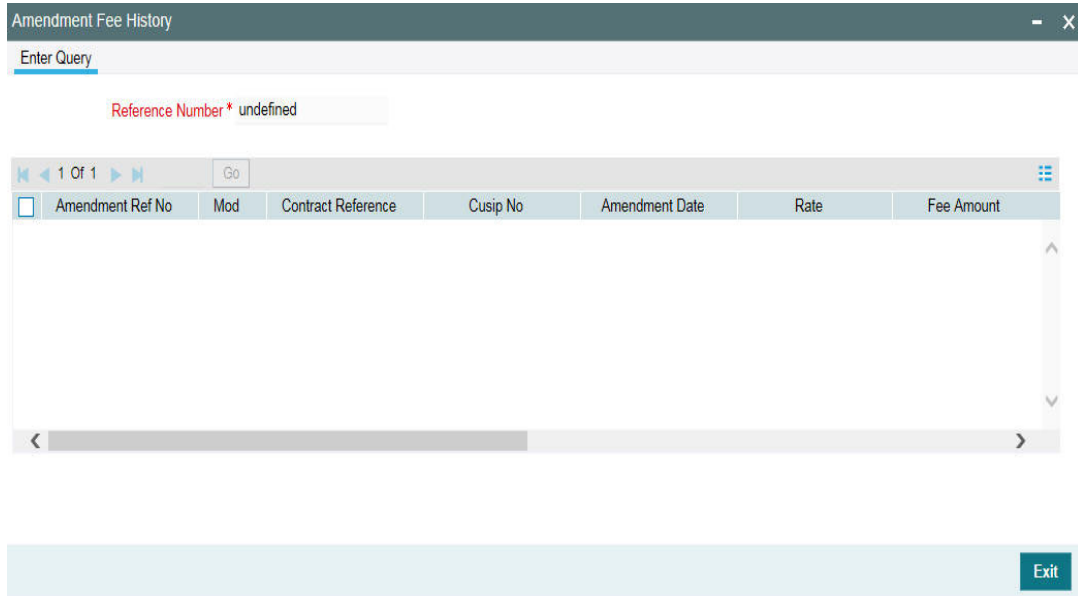 Amendment Fee History
Enter Query
Reference Number * undefined
1 Of 1 Go
Amendment Ref No Mod Contract Reference Cusip No Amendment Date Rate Fee Amount
Exit